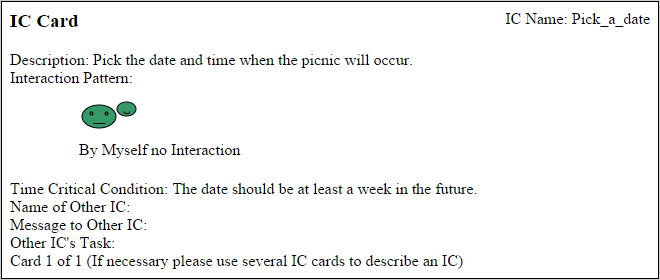 IC Card
IC Name: Pick_a_date
Description: Pick the date and time when the picnic will occur.
Interaction Pattern:
By Myself no Interaction
Time Critical Condition: The date should be at least a week in the future.
Name of Other IC:
Message to Other IC:
Other IC's Task:
Card 1 of 1 (If necessary please use several IC cards to describe an IC)